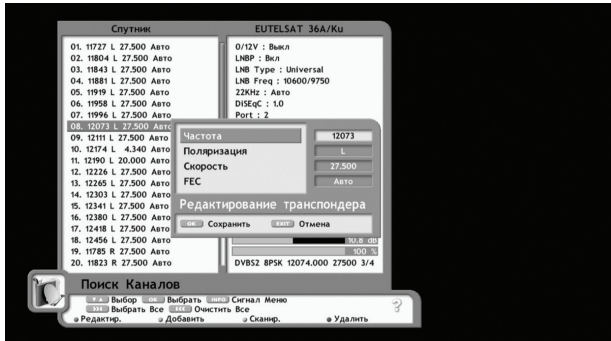 Спутник
EUTELSAT 36A/Ku
01. 11727 L 27.500 Авто
02. 11804 L 27.500 Авто
03. 11843 L 27.500 Авто
04. 11881 L 27.500 Авто
05. 11919 L 27.500 Авто
06. 11958 L 27.500 Авто
07. 11996 L 27.500 Авто
08. 12073 L 27.500 Авто
09. 12111 L 27.500 Авто
10. 12174 L 4.340 Авто
11. 12190 L 20.000 Авто
12. 12226 L 27.500 Авто
13. 12265 L 27.500 Авто
14. 12303 L 27.500 Авто
15. 12341 L 27.500 Авто
16. 12380 L 27.500 Авто
17. 12418 L 27.500 Авто
18. 12456 L 27.500 Авто
19. 11785 R 27.500 Авто
20. 11823 R 27.500 Авто
0/12V : Выкл
LNBP : Вкл
LNB Type : Universal
LNB Freq : 10600/9750
22KHz : Авто
DiSEqC : 1.0
Port : 2
Частота 12073
Поляризация L
Скорость 27.500
FEC Авто
Редактирование транспондера
OK Сохранить EXIT Отмена
10.8 dB
100 %
DVBS2 8PSK 12074.000 27500 3/4
Поиск Каналов
Выбор OK Выбрать INFO Сигнал Меню
Выбрать Все Очистить Все
Редактир. Добавить Сканир. Удалить
?